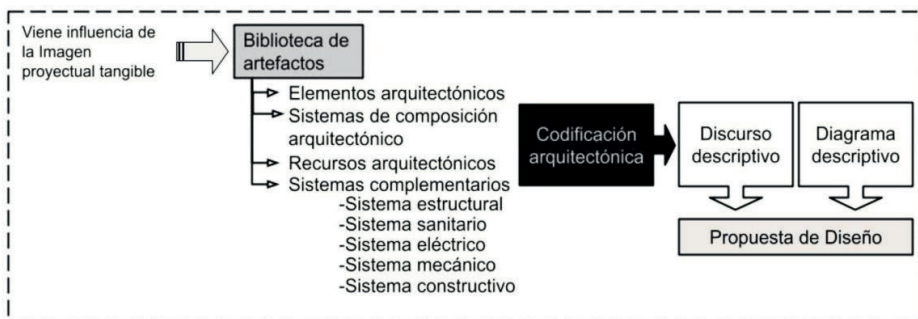 Viene influencia de
la Imagen
proyectual tangible
Biblioteca de
artefactos
Elementos arquitectónicos
Sistemas de composición
arquitectónico
Recursos arquitectónicos
Sistemas complementarios
-Sistema estructural
-Sistema sanitario
-Sistema eléctrico
-Sistema mecánico
-Sistema constructivo
Codificación
arquitectónica
Discurso
descriptivo
Diagrama
descriptivo
Propuesta de Diseño